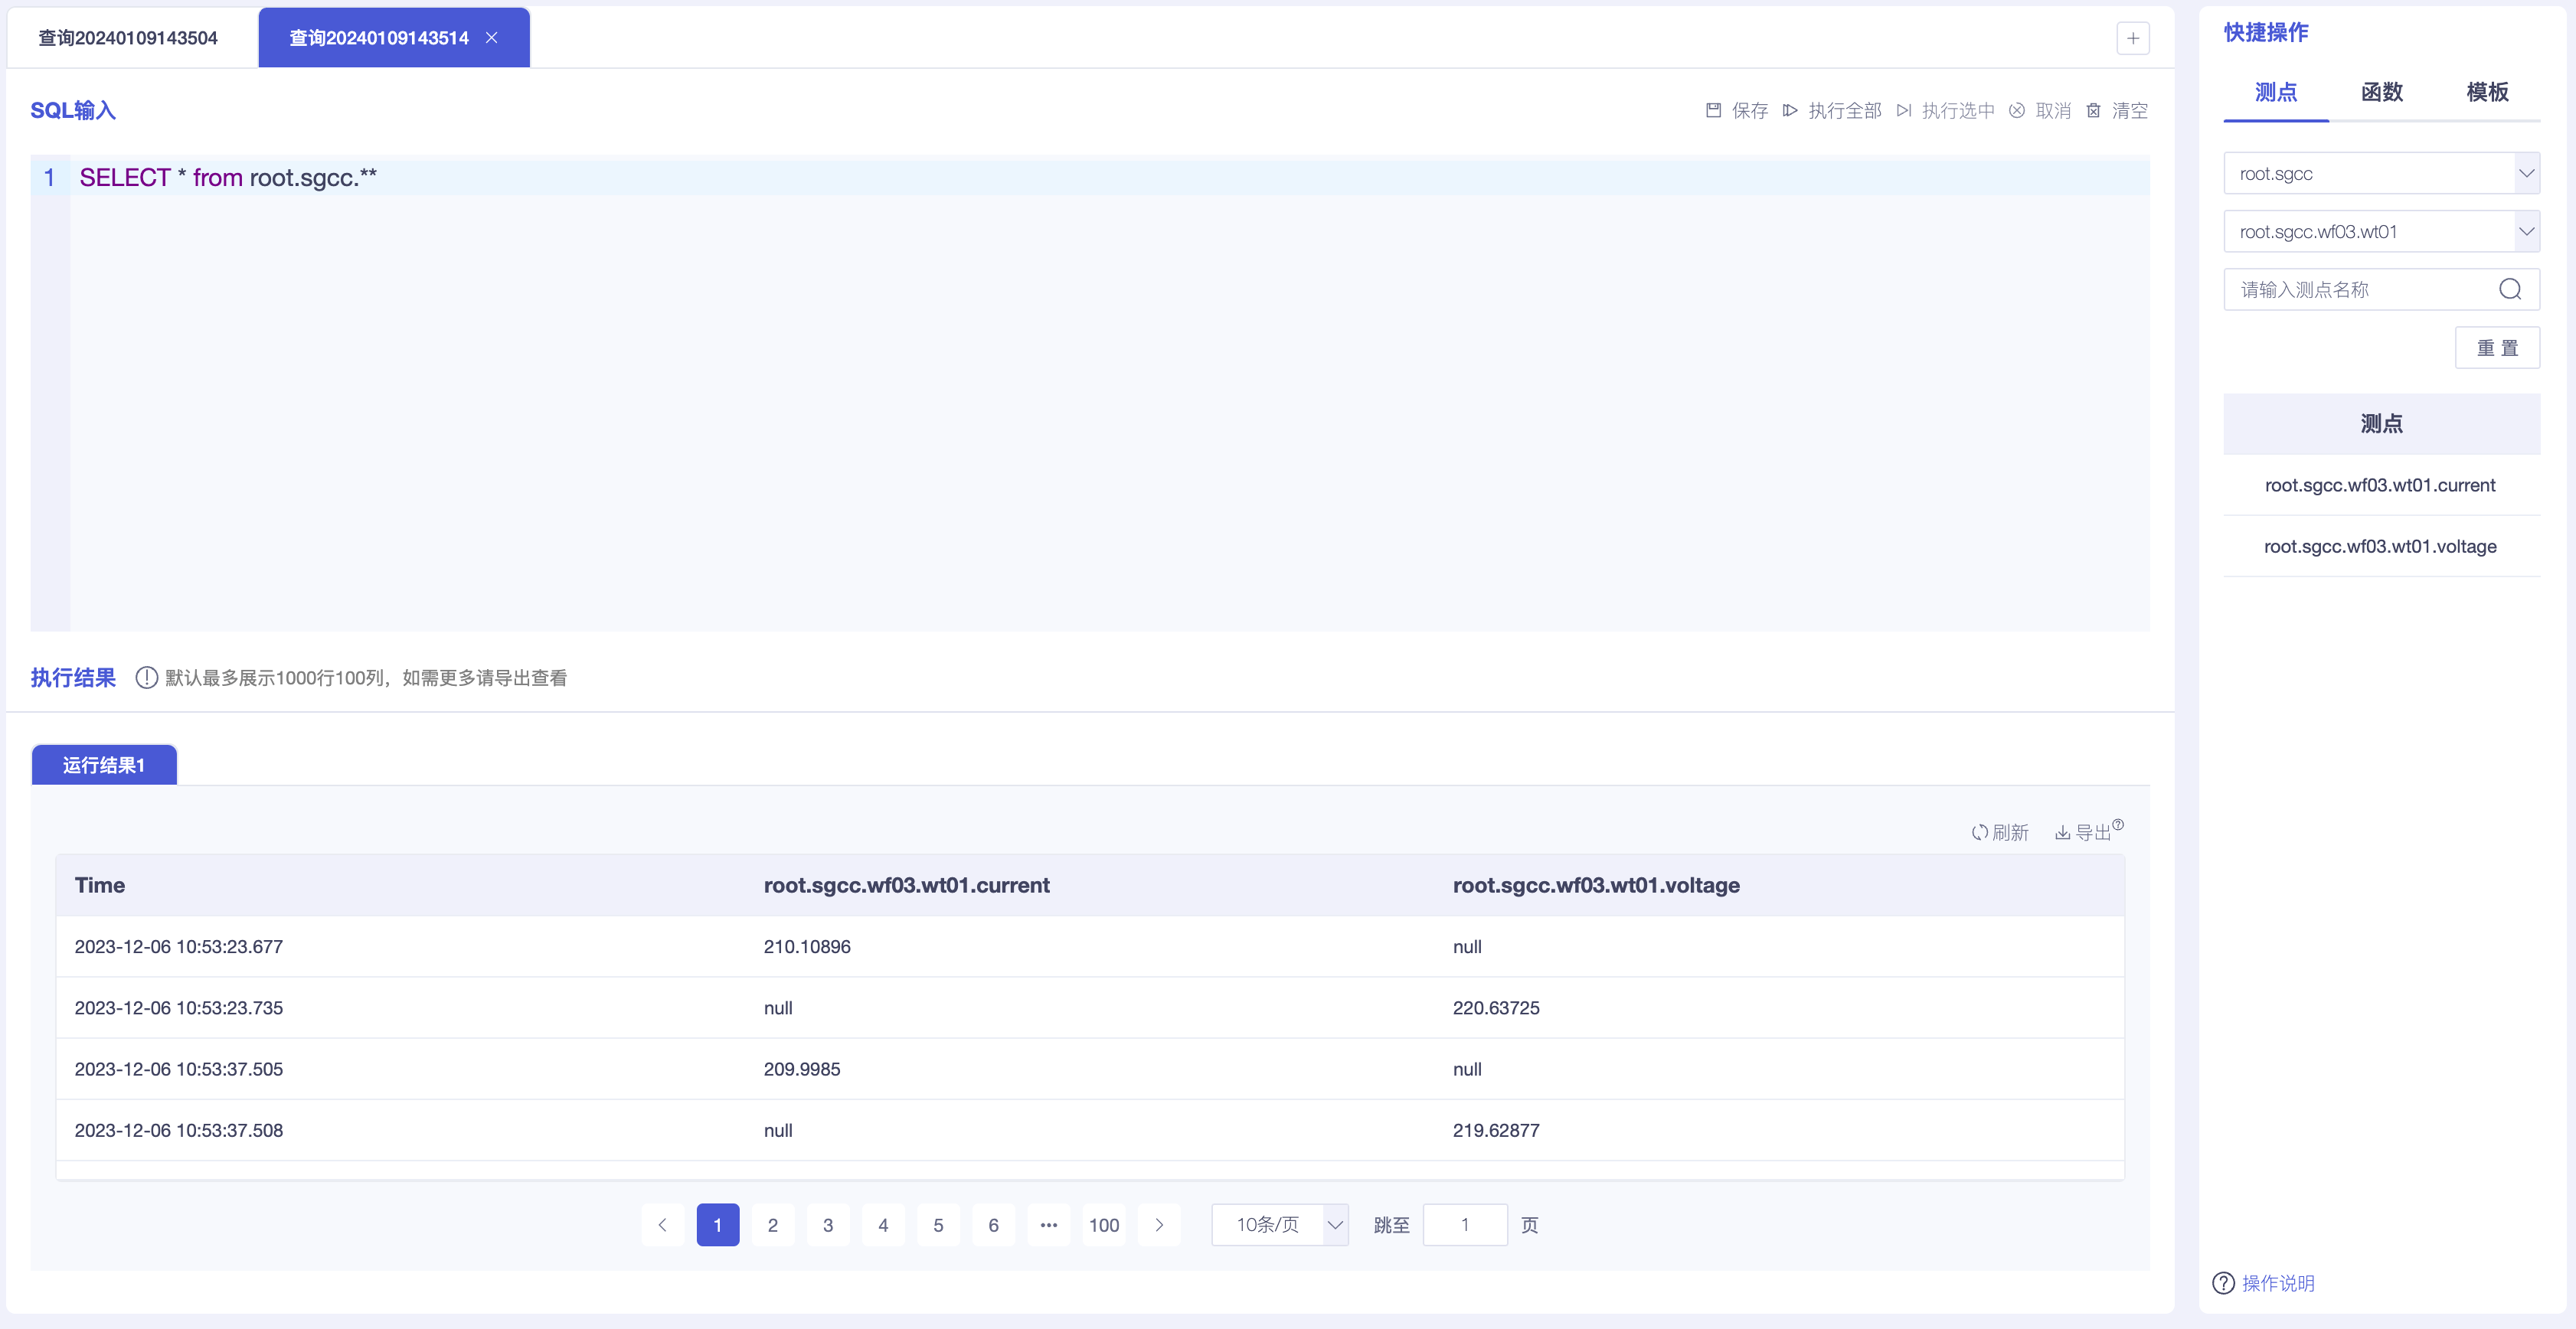 查询20240109143504
查询20240109143514
SQL输入
保存 执行全部 执行选中 取消 清空
1 SELECT * from root.sgcc.**
执行结果 默认最多展示1000行100列，如需更多请导出查看
运行结果1
刷新 导出
Time root.sgcc.wf03.wt01.current root.sgcc.wf03.wt01.voltage
2023-12-06 10:53:23.677 210.10896 null
2023-12-06 10:53:23.735 null 220.63725
2023-12-06 10:53:37.505 209.9985 null
2023-12-06 10:53:37.508 null 219.62877
1 2 3 4 5 6 ••• 100 10条/页 跳至 1 页
快捷操作
测点 函数 模板
root.sgcc
root.sgcc.wf03.wt01
请输入测点名称
重 置
测点
root.sgcc.wf03.wt01.current
root.sgcc.wf03.wt01.voltage
操作说明